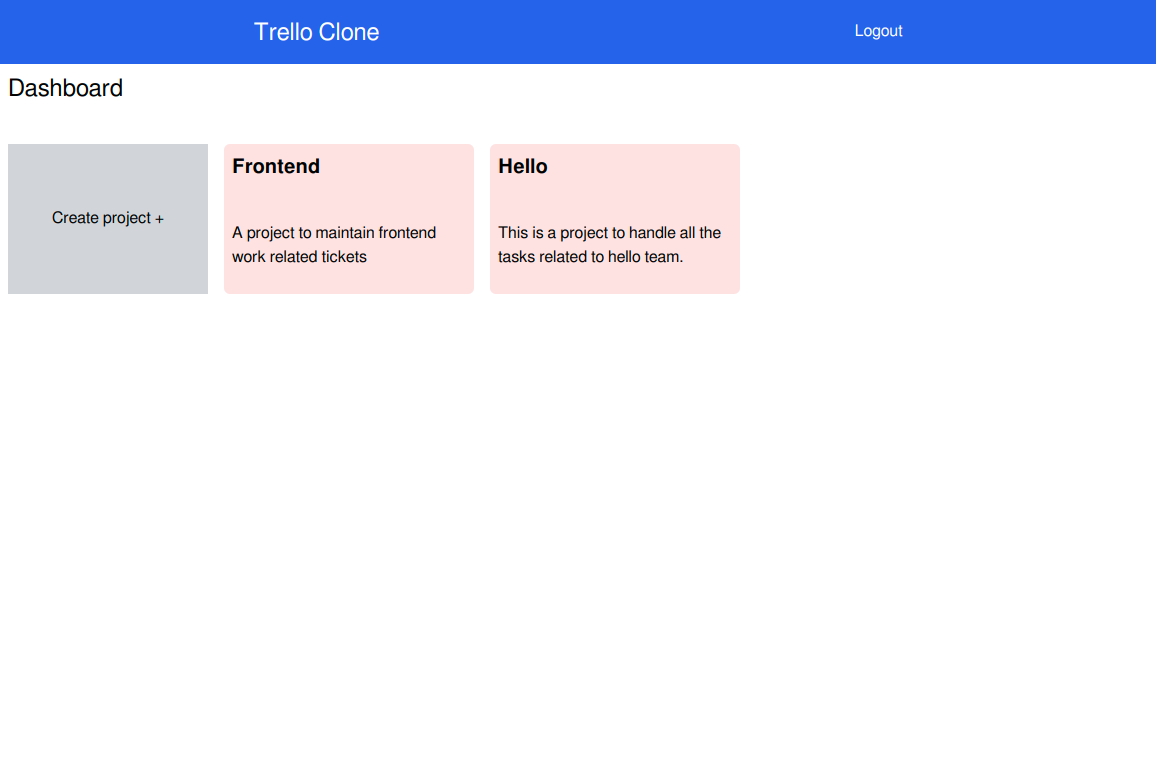 Trello Clone
Logout
Dashboard
Create project +
Frontend
A project to maintain frontend
work related tickets
Hello
This is a project to handle all the
tasks related to hello team.